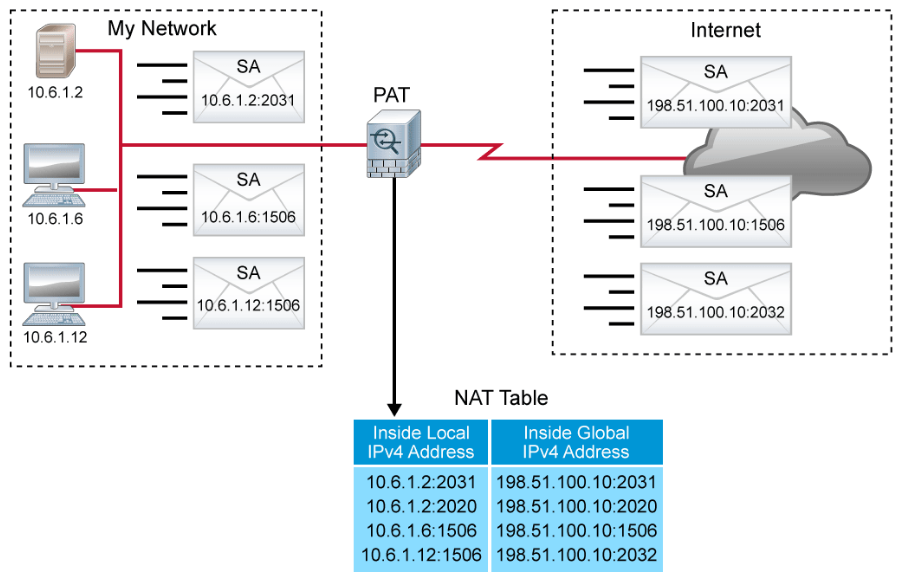 My Network
10.6.1.2
SA
10.6.1.2:2031
10.6.1.6
SA
10.6.1.6:1506
10.6.1.12
SA
10.6.1.12:1506
PAT
Internet
SA
198.51.100.10:2031
SA
198.51.100.10:1506
SA
198.51.100.10:2032
NAT Table
Inside Local
IPv4 Address
Inside Global
IPv4 Address
10.6.1.2:2031 198.51.100.10:2031
10.6.1.2:2020 198.51.100.10:2020
10.6.1.6:1506 198.51.100.10:1506
10.6.1.12:1506 198.51.100.10:2032